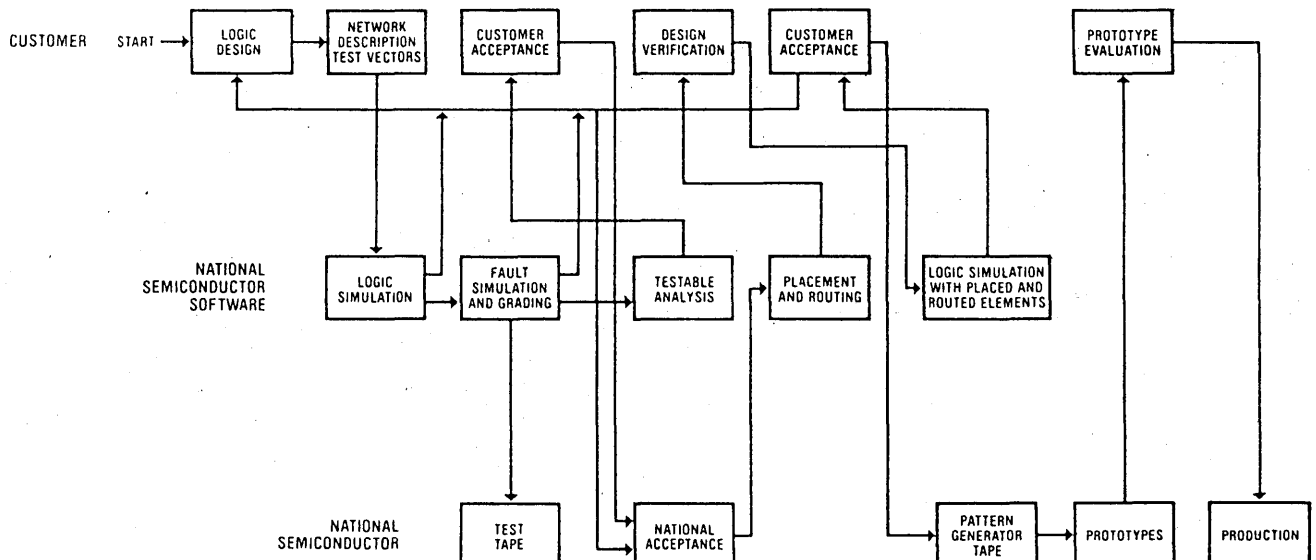 CUSTOMER
START
LOGIC
DESIGN
NETWORK
DESCRIPTION
TEST VECTORS
CUSTOMER
ACCEPTANCE
DESIGN
VERIFICATION
CUSTOMER
ACCEPTANCE
PROTOTYPE
EVALUATION
NATIONAL
SEMICONDUCTOR
SOFTWARE
LOGIC
SIMULATION
FAULT
SIMULATION
AND GRADING
TESTABLE
ANALYSIS
PLACEMENT
AND ROUTING
LOGIC SIMULATION
WITH PLACED AND
ROUTED ELEMENTS
NATIONAL
SEMICONDUCTOR
TEST
TAPE
NATIONAL
ACCEPTANCE
PATTERN
GENERATOR
TAPE
PROTOTYPES
PRODUCTION